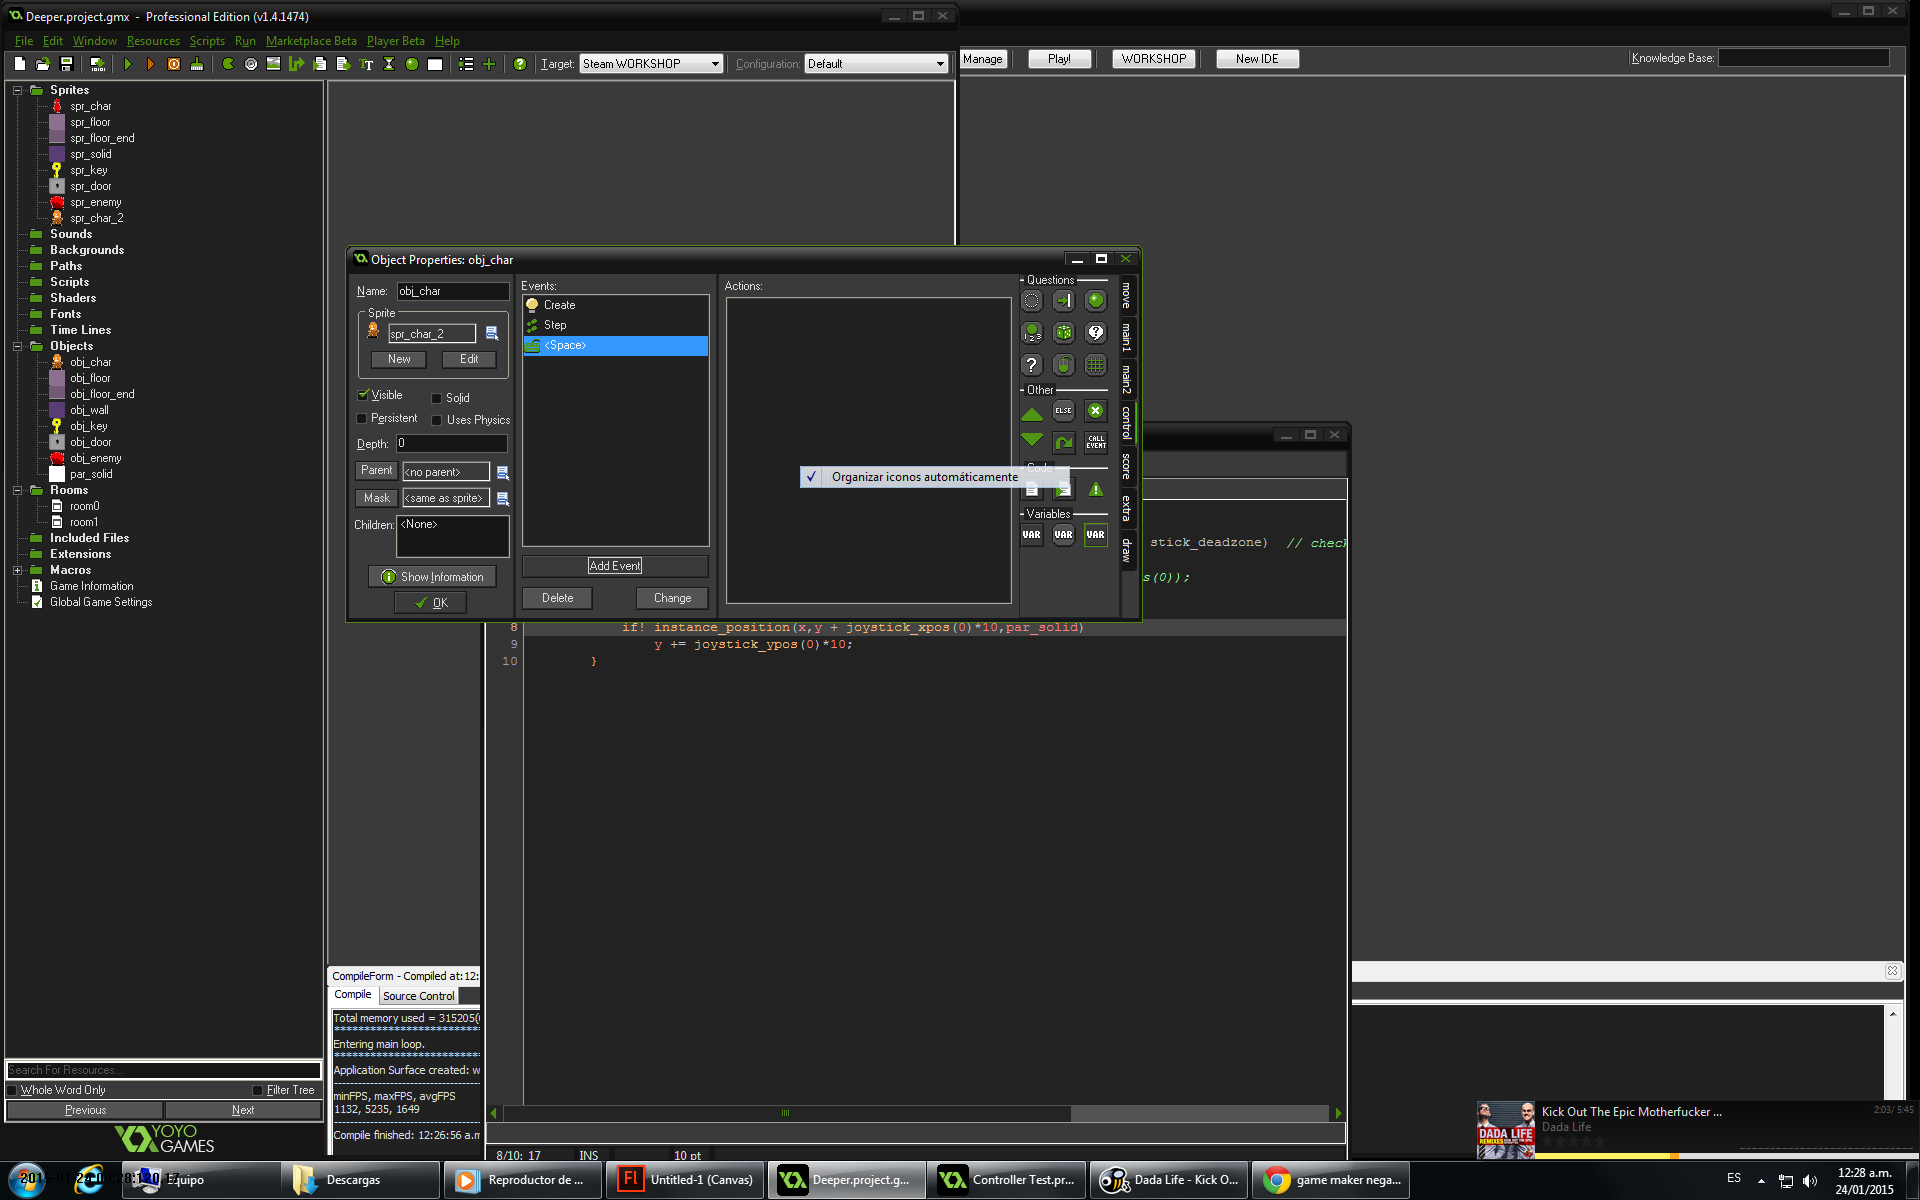 Deeper.project.gmx - Professional Edition (v1.4.1474)
File Edit Window Resources Scripts Run Marketplace Beta Player Beta Help
Target: Steam WORKSHOP Configuration: Default Manage Play! WORKSHOP New IDE Knowledge Base:
Sprites
spr_char
spr_floor
spr_floor_end
spr_solid
spr_key
spr_door
spr_enemy
spr_char_2
Sounds
Backgrounds
Paths
Scripts
Shaders
Fonts
Time Lines
Objects
obj_char
obj_floor
obj_floor_end
obj_wall
obj_key
obj_door
obj_enemy
par_solid
Rooms
room0
room1
Included Files
Extensions
Macros
Game Information
Global Game Settings
Search For Resources...
Whole Word Only Filter Tree
Previous Next
YOYO
GAMES
Object Properties: obj_char
Name: obj_char
Sprite
spr_char_2
New Edit
Visible Solid
Persistent Uses Physics
Depth: 0
Parent <no parent>
Mask <same as sprite>
Children: <None>
Show Information
OK
Events:
Create
Step
<Space>
Add Event
Delete Change
Actions:
Organizar iconos automáticamente
Questions
Other
ELSE
CALL
EVENT
Code
Variables
VAR VAR VAR
move
main1
main2
control
score
extra
draw
stick_deadzone) // check
s(0));
8 if! instance_position(x,y + joystick_xpos(0)*10,par_solid)
9 y += joystick_ypos(0)*10;
10 }
8/10: 17 INS 10 pt
CompileForm - Compiled at: 12:
Compile Source Control
Total memory used = 315205(
Entering main loop.
Application Surface created: w
minFPS, maxFPS, avgFPS
1132, 5235, 1649
Compile finished: 12:26:56 a.m
DADA LIFE
REMIXES
Kick Out The Epic Motherfucker ...
Dada Life
2:03/ 5:45
Equipo
Descargas
Reproductor de ...
Fl Untitled-1 (Canvas)
Deeper.project.g...
Controller Test.pr...
Dada Life - Kick O...
game maker nega...
ES
12:28 a.m.
24/01/2015